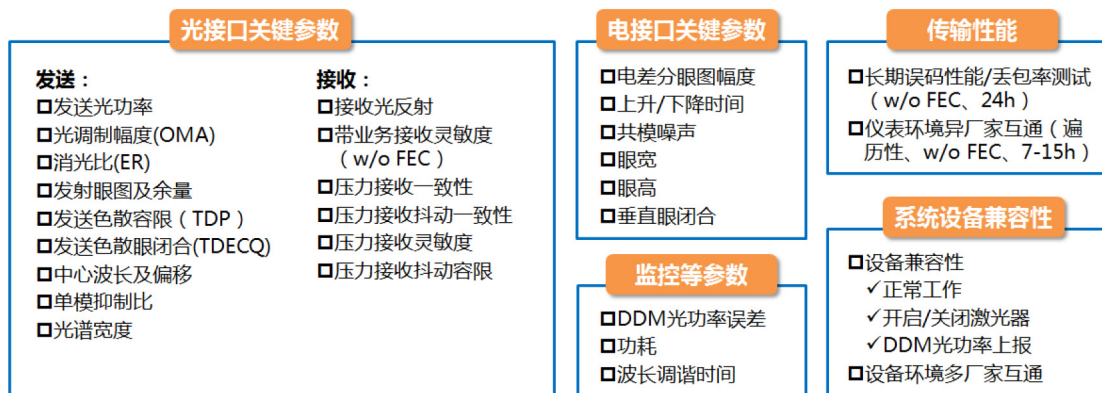 光接口关键参数
发送：
发送光功率
光调制幅度(OMA)
消光比(ER)
发射眼图及余量
发送色散容限（TDP）
发送色散眼闭合(TDECQ)
中心波长及偏移
单模抑制比
光谱宽度
接收：
接收光反射
带业务接收灵敏度
（w/o FEC）
压力接收一致性
压力接收抖动一致性
压力接收灵敏度
压力接收抖动容限
电接口关键参数
电差分眼图幅度
上升/下降时间
共模噪声
眼宽
眼高
垂直眼闭合
监控等参数
DDM光功率误差
功耗
波长调谐时间
传输性能
长期误码性能/丢包率测试
（w/o FEC、24h）
仪表环境异厂家互通（遍
历性、w/o FEC、7-15h）
系统设备兼容性
设备兼容性
✓正常工作
✓开启/关闭激光器
✓DDM光功率上报
设备环境多厂家互通